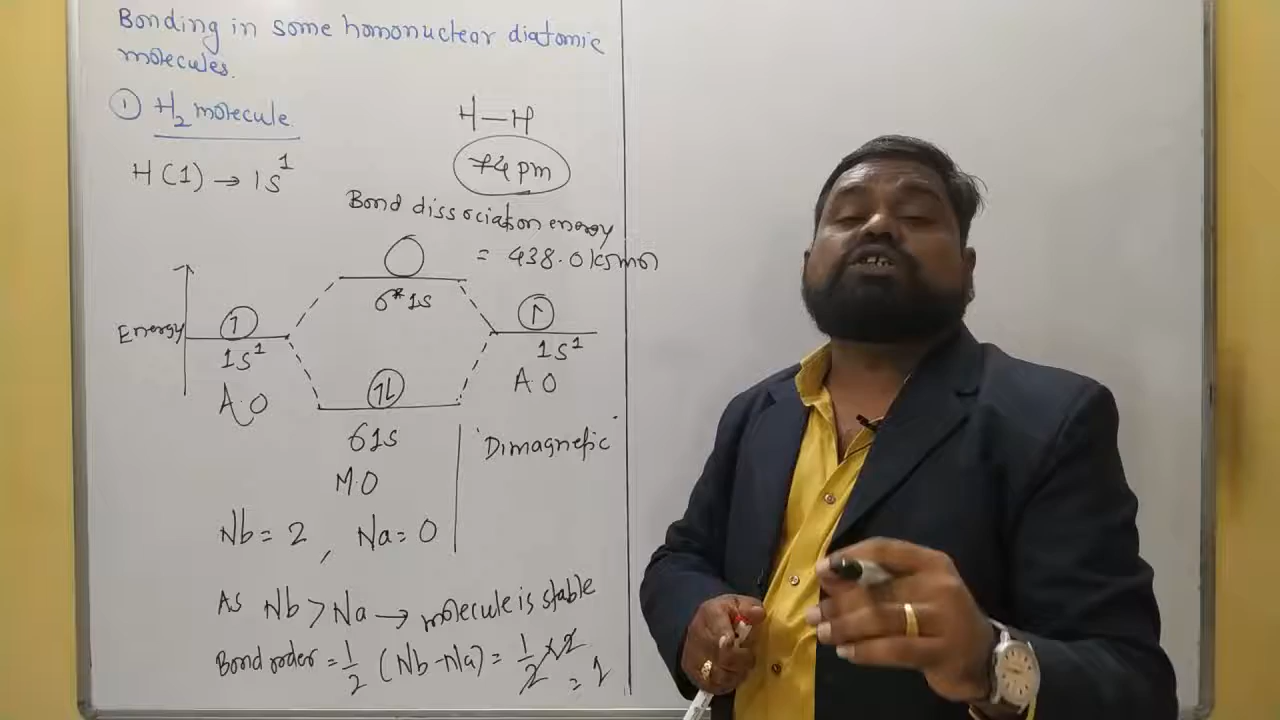 Bonding in some homonuclear diatomic
molecules.
① H₂ molecule
H–H
74 pm
H(1) → 1s¹
Bond dissociation energy
= 438.0 kJ mol
σ*1s
Energy
↿
1s¹
A.O
↿
1s¹
A.O
↿⇂
σ1s
M.O
'Dimagnetic'
Nb = 2 , Na = 0
As Nb > Na → molecule is stable
Bond order = 1/2 (Nb - Na) = 1/2 × 2
= 1